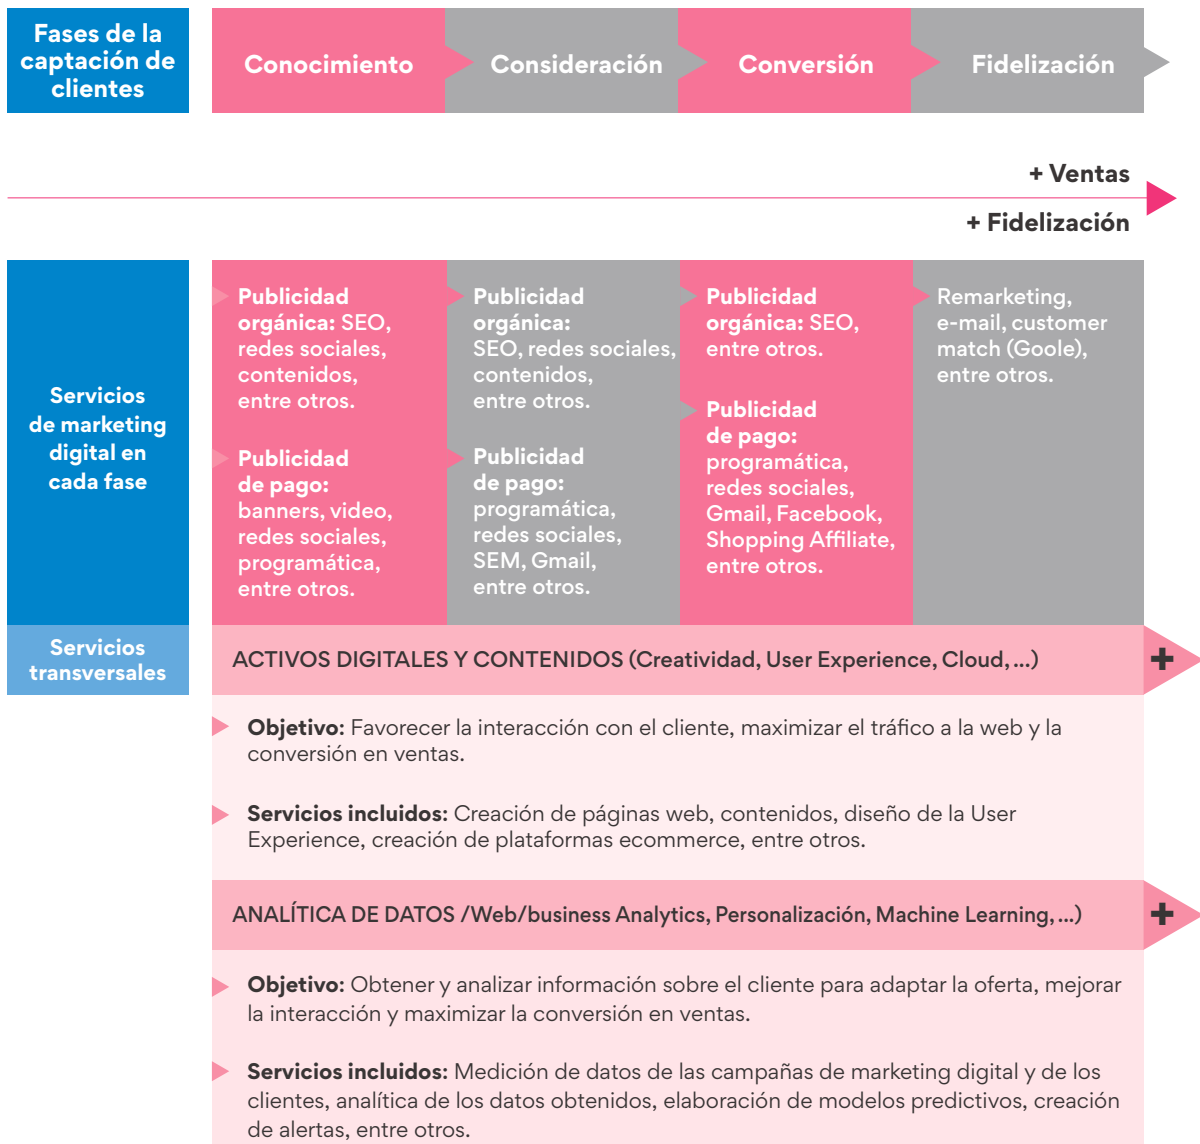 Fases de la
captación de
clientes
Conocimiento
Consideración
Conversión
Fidelización
+ Ventas
+ Fidelización
Servicios
de marketing
digital en
cada fase
Publicidad
orgánica: SEO,
redes sociales,
contenidos,
entre otros.
Publicidad
de pago:
banners, video,
redes sociales,
programática,
entre otros.
Publicidad
orgánica:
SEO, redes sociales,
contenidos,
entre otros.
Publicidad
de pago:
programática,
redes sociales,
SEM, Gmail,
entre otros.
Publicidad
orgánica: SEO,
entre otros.
Publicidad
de pago:
programática,
redes sociales,
Gmail, Facebook,
Shopping Affiliate,
entre otros.
Remarketing,
e-mail, customer
match (Goole),
entre otros.
Servicios
transversales
ACTIVOS DIGITALES Y CONTENIDOS (Creatividad, User Experience, Cloud, ...)
+
Objetivo: Favorecer la interacción con el cliente, maximizar el tráfico a la web y la
conversión en ventas.
Servicios incluidos: Creación de páginas web, contenidos, diseño de la User
Experience, creación de plataformas ecommerce, entre otros.
ANALÍTICA DE DATOS /Web/business Analytics, Personalización, Machine Learning, ...)
+
Objetivo: Obtener y analizar información sobre el cliente para adaptar la oferta, mejorar
la interacción y maximizar la conversión en ventas.
Servicios incluidos: Medición de datos de las campañas de marketing digital y de los
clientes, analítica de los datos obtenidos, elaboración de modelos predictivos, creación
de alertas, entre otros.